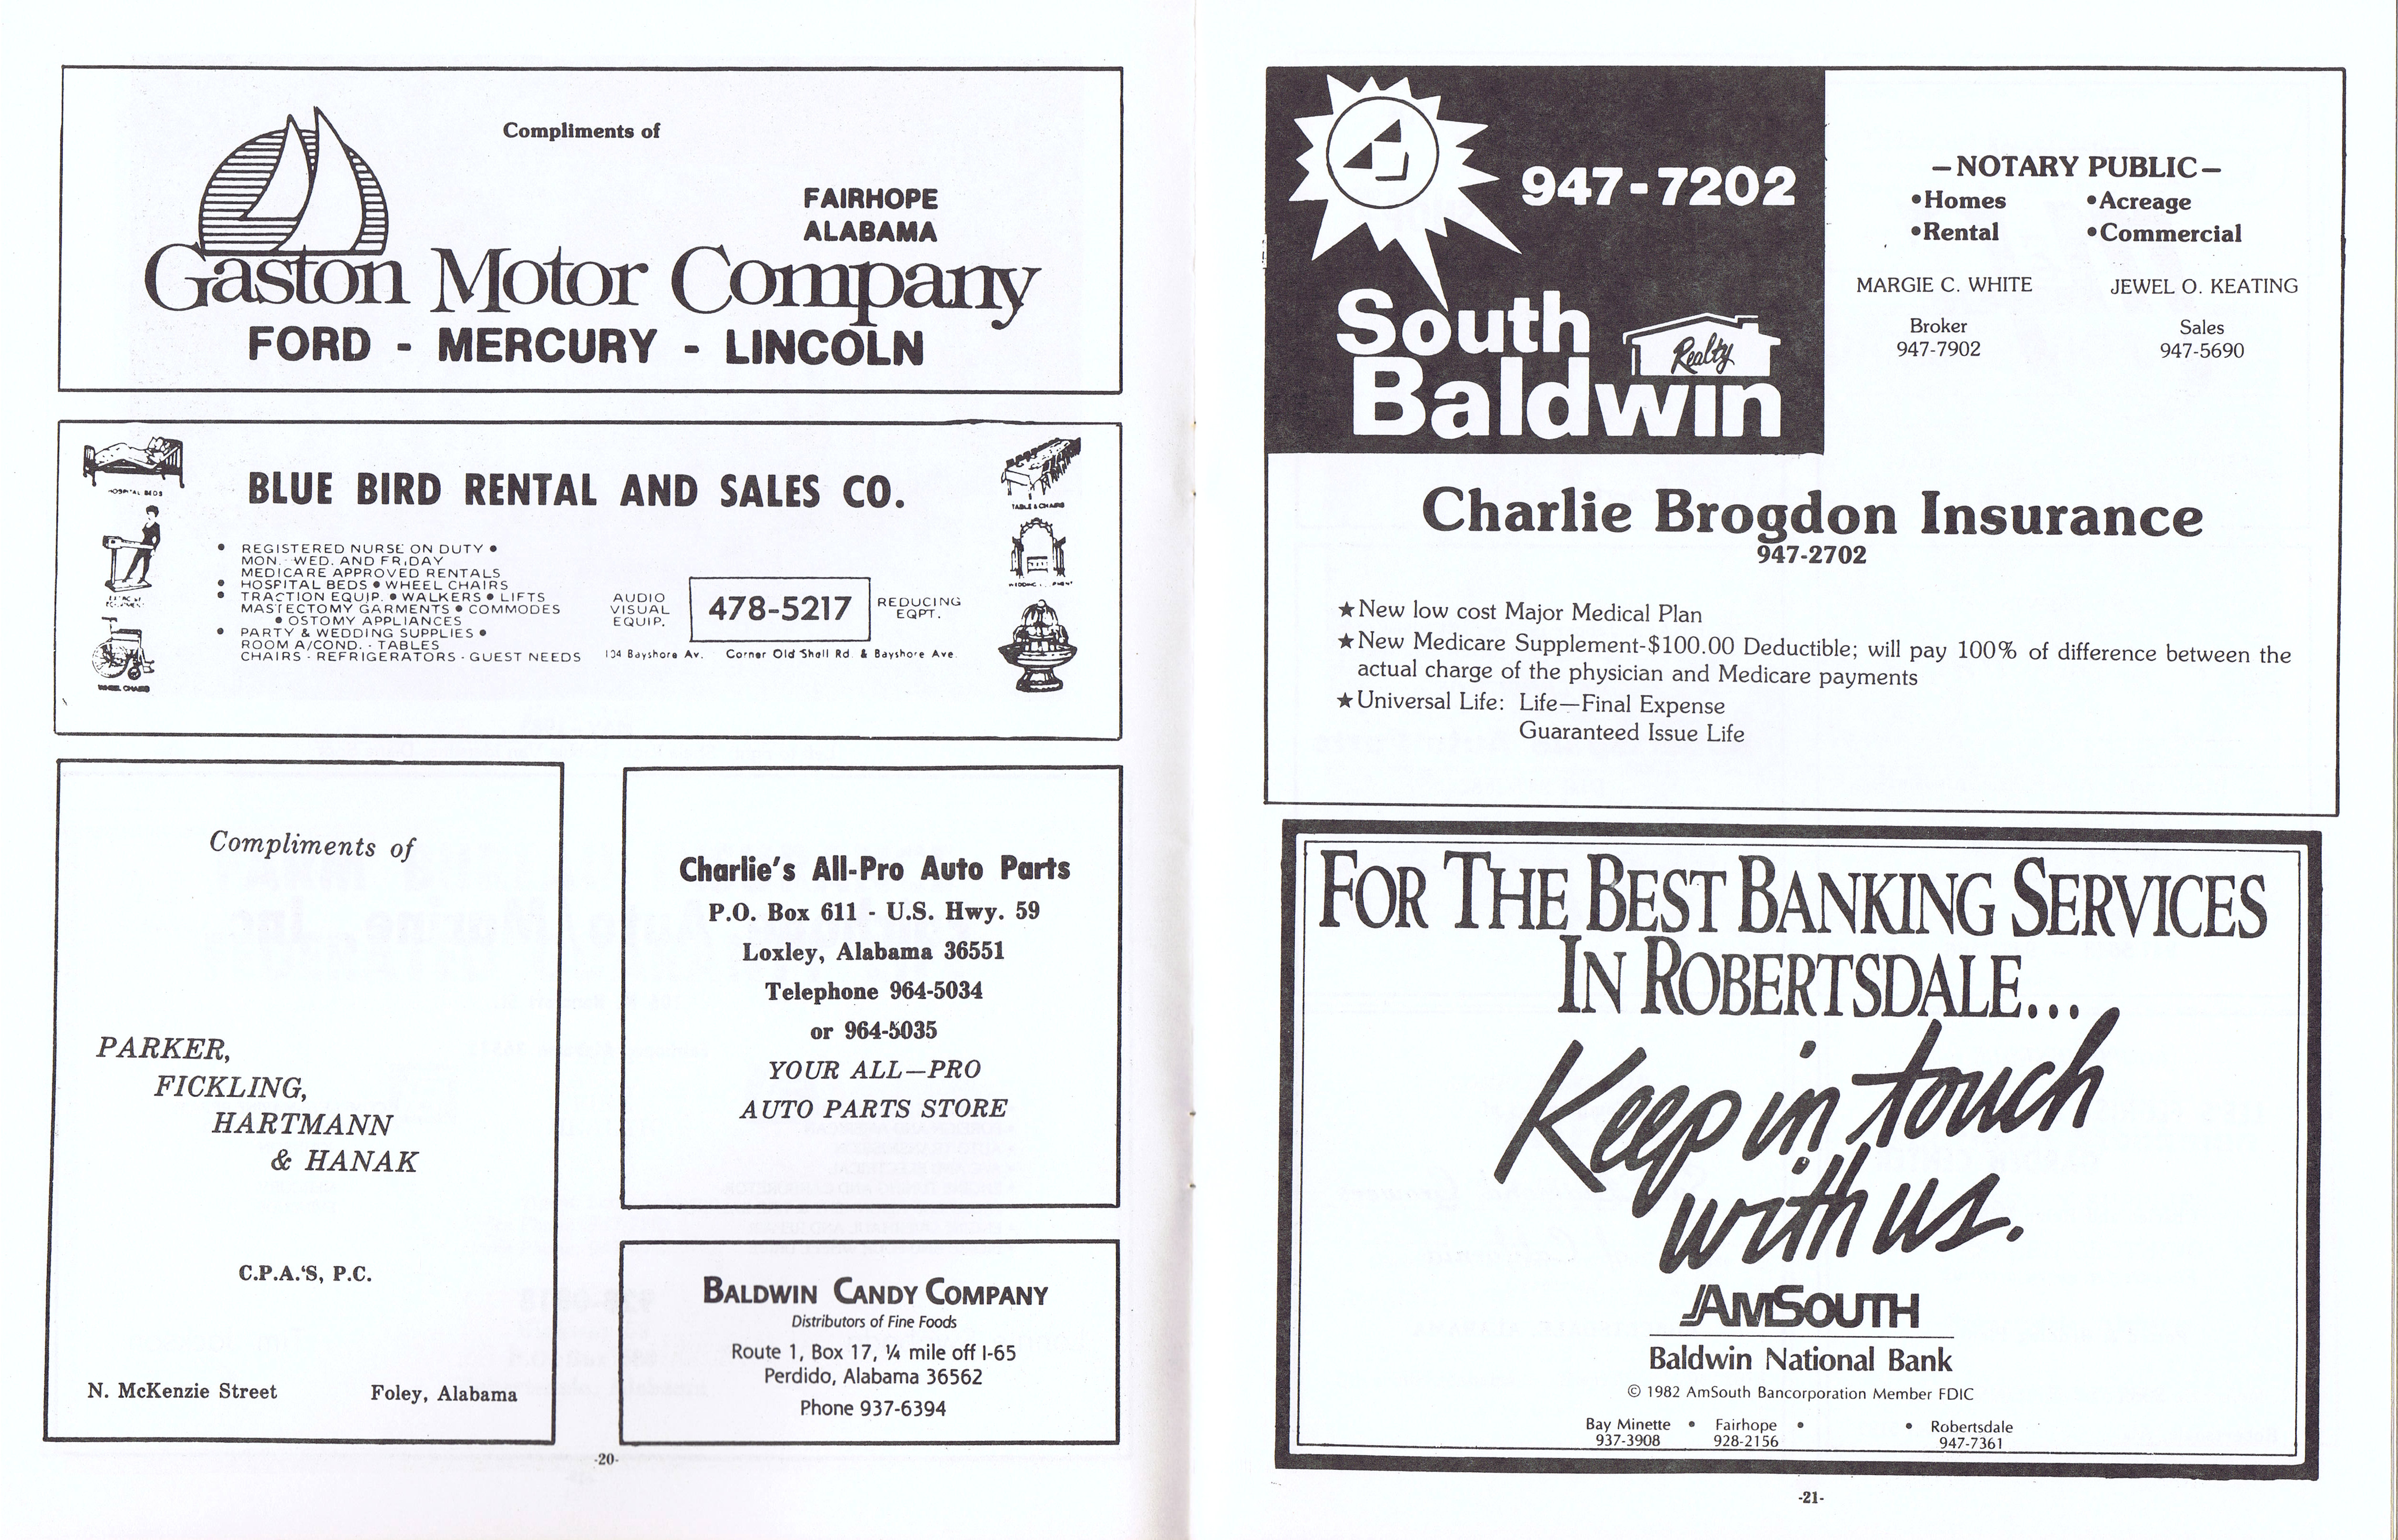 Compliments of
FAIRHOPE
ALABAMA
Gaston Motor Company
FORD - MERCURY - LINCOLN
HOSPITAL BEDS
WHEEL CHAIRS
BLUE BIRD RENTAL AND SALES CO.
• REGISTERED NURSE ON DUTY •
MON. - WED. AND FRIDAY
MEDICARE APPROVED RENTALS
• HOSPITAL BEDS • WHEEL CHAIRS
• TRACTION EQUIP. • WALKERS • LIFTS
MASTECTOMY GARMENTS • COMMODES
• OSTOMY APPLIANCES
• PARTY & WEDDING SUPPLIES •
ROOM A/COND. - TABLES
CHAIRS - REFRIGERATORS - GUEST NEEDS
AUDIO
VISUAL
EQUIP.
478-5217
REDUCING
EQPT.
104 Bayshore Av. Corner Old Shell Rd. & Bayshore Ave.
TABLE & CHAIRS
WEDDING
Compliments of
PARKER,
FICKLING,
HARTMANN
& HANAK
C.P.A.'S, P.C.
N. McKenzie Street Foley, Alabama
Charlie's All-Pro Auto Parts
P.O. Box 611 - U.S. Hwy. 59
Loxley, Alabama 36551
Telephone 964-5034
or 964-5035
YOUR ALL—PRO
AUTO PARTS STORE
BALDWIN CANDY COMPANY
Distributors of Fine Foods
Route 1, Box 17, ¼ mile off I-65
Perdido, Alabama 36562
Phone 937-6394
-20-
947-7202
South
Realty
Baldwin
—NOTARY PUBLIC—
•Homes •Acreage
•Rental •Commercial
MARGIE C. WHITE JEWEL O. KEATING
Broker Sales
947-7902 947-5690
Charlie Brogdon Insurance
947-2702
★New low cost Major Medical Plan
★New Medicare Supplement-$100.00 Deductible; will pay 100% of difference between the
actual charge of the physician and Medicare payments
★Universal Life: Life—Final Expense
Guaranteed Issue Life
FOR THE BEST BANKING SERVICES
IN ROBERTSDALE...
Keep in touch
with us.
AMSOUTH
Baldwin National Bank
© 1982 AmSouth Bancorporation Member FDIC
Bay Minette • Fairhope • • Robertsdale
937-3908 928-2156 947-7361
-21-